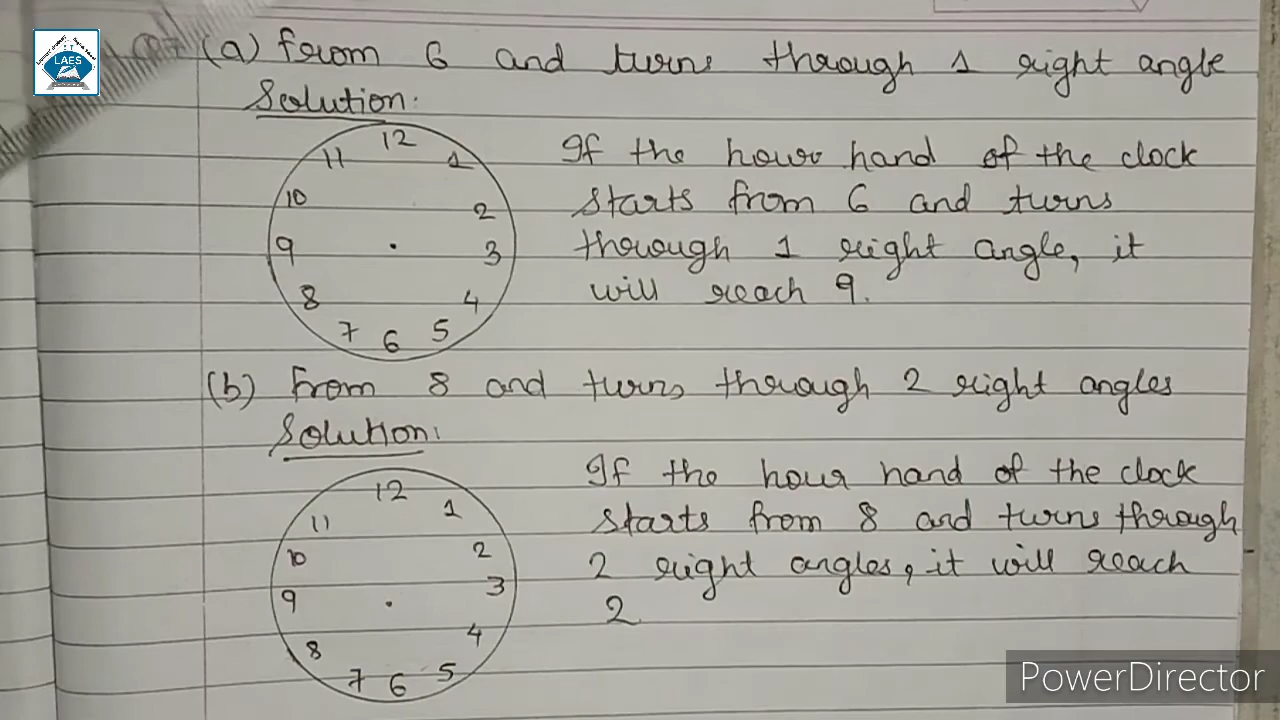 LAES
Q7 (a) from 6 and turns through 1 right angle
Solution:
12
11 1
10 2
9 3
8 4
7 6 5
If the hour hand of the clock
starts from 6 and turns
through 1 right angle, it
will reach 9.
(b) from 8 and turns through 2 right angles
Solution:
12
11 1
10 2
9 3
8 4
7 6 5
If the hour hand of the clock
starts from 8 and turns through
2 right angles, it will reach
2
PowerDirector